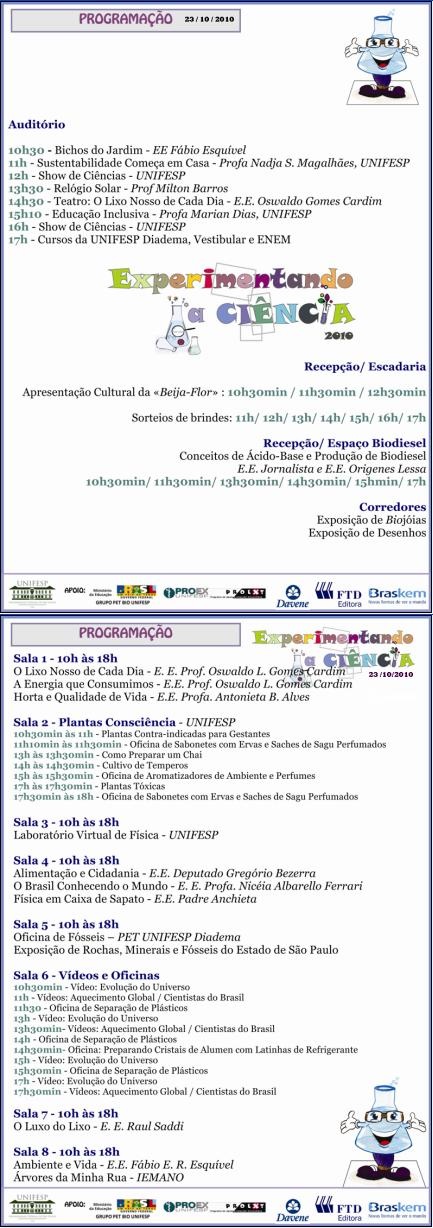 PROGRAMAÇÃO 23 / 10 / 2010
Auditório
10h30 - Bichos do Jardim - EE Fábio Esquível
11h - Sustentabilidade Começa em Casa - Profa Nadja S. Magalhães, UNIFESP
12h - Show de Ciências - UNIFESP
13h30 - Relógio Solar - Prof Milton Barros
14h30 - Teatro: O Lixo Nosso de Cada Dia - E.E. Oswaldo Gomes Cardim
15h10 - Educação Inclusiva - Profa Marian Dias, UNIFESP
16h - Show de Ciências - UNIFESP
17h - Cursos da UNIFESP Diadema, Vestibular e ENEM
Experimentando
a CIÊNCIA
2010
Recepção/ Escadaria
Apresentação Cultural da «Beija-Flor» : 10h30min / 11h30min / 12h30min
Sorteios de brindes: 11h/ 12h/ 13h/ 14h/ 15h/ 16h/ 17h
Recepção/ Espaço Biodiesel
Conceitos de Ácido-Base e Produção de Biodiesel
E.E. Jornalista e E.E. Origenes Lessa
10h30min/ 11h30min/ 13h30min/ 14h30min/ 15hmin/ 17h
Corredores
Exposição de Biojóias
Exposição de Desenhos
UNIFESP APOIO: Ministério da Educação BRASIL GOVERNO FEDERAL PROEX UNIFESP PROEXT Davene FTD Editora Braskem
GRUPO PET BIO UNIFESP
Novas formas de ver o mundo
PROGRAMAÇÃO
Experimentando
a CIÊNCIA
23 /10/2010
Sala 1 - 10h às 18h
O Lixo Nosso de Cada Dia - E. E. Prof. Oswaldo L. Gomes Cardim
A Energia que Consumimos - E.E. Prof. Oswaldo L. Gomes Cardim
Horta e Qualidade de Vida - E.E. Profa. Antonieta B. Alves
Sala 2 - Plantas Consciência - UNIFESP
10h30min às 11h - Plantas Contra-indicadas para Gestantes
11h10min às 11h30min - Oficina de Sabonetes com Ervas e Saches de Sagu Perfumados
13h às 13h30min - Como Preparar um Chai
14h às 14h30min - Cultivo de Temperos
15h às 15h30min - Oficina de Aromatizadores de Ambiente e Perfumes
17h às 17h30min - Plantas Tóxicas
17h30min às 18h - Oficina de Sabonetes com Ervas e Saches de Sagu Perfumados
Sala 3 - 10h às 18h
Laboratório Virtual de Física - UNIFESP
Sala 4 - 10h às 18h
Alimentação e Cidadania - E.E. Deputado Gregório Bezerra
O Brasil Conhecendo o Mundo - E. E. Profa. Nicéia Albarello Ferrari
Física em Caixa de Sapato - E.E. Padre Anchieta
Sala 5 - 10h às 18h
Oficina de Fósseis – PET UNIFESP Diadema
Exposição de Rochas, Minerais e Fósseis do Estado de São Paulo
Sala 6 - Vídeos e Oficinas
10h30min - Vídeo: Evolução do Universo
11h - Vídeos: Aquecimento Global / Cientistas do Brasil
11h30 - Oficina de Separação de Plásticos
13h - Vídeo: Evolução do Universo
13h30min- Vídeos: Aquecimento Global / Cientistas do Brasil
14h - Oficina de Separação de Plásticos
14h30min- Oficina: Preparando Cristais de Alumen com Latinhas de Refrigerante
15h - Vídeo: Evolução do Universo
15h30min - Oficina de Separação de Plásticos
17h - Vídeo: Evolução do Universo
17h30min - Vídeos: Aquecimento Global / Cientistas do Brasil
Sala 7 - 10h às 18h
O Luxo do Lixo - E. E. Raul Saddi
Sala 8 - 10h às 18h
Ambiente e Vida - E.E. Fábio E. R. Esquível
Árvores da Minha Rua - IEMANO
UNIFESP APOIO: Ministério da Educação BRASIL GOVERNO FEDERAL PROEX UNIFESP PROEXT Davene FTD Editora Braskem
GRUPO PET BIO UNIFESP
Novas formas de ver o mundo